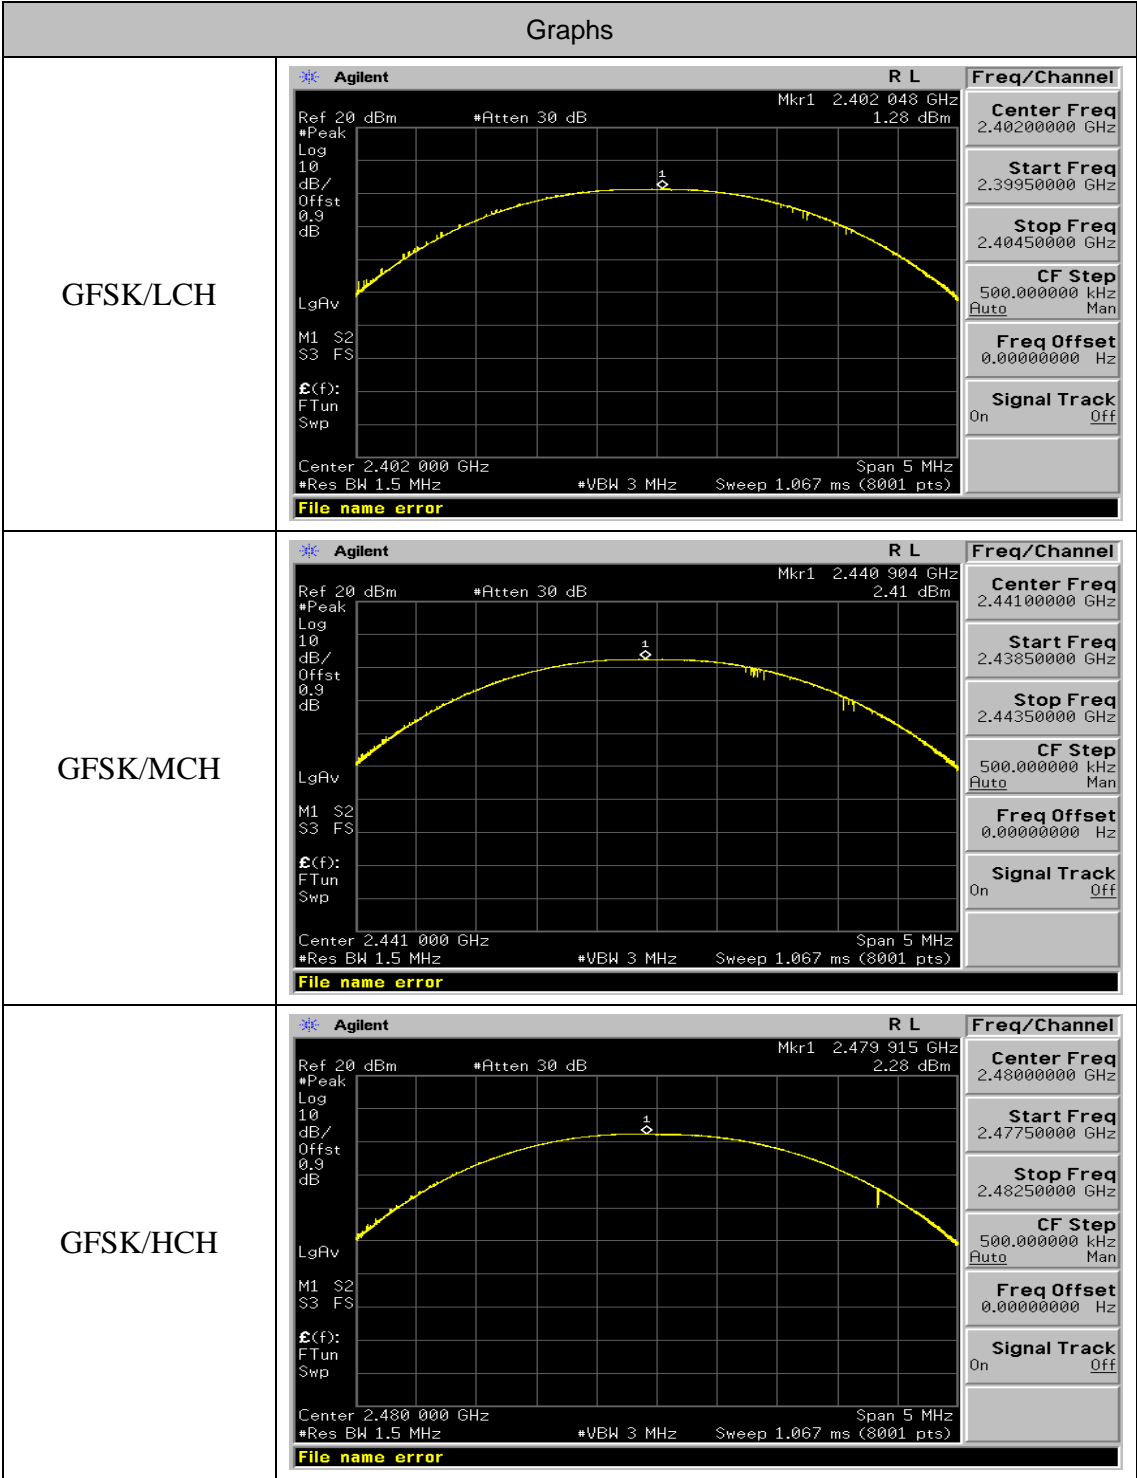 Graphs
GFSK/LCH
Agilent R L Freq/Channel
Mkr1 2.402 048 GHz
Ref 20 dBm #Atten 30 dB 1.28 dBm
#Peak
Log
10
dB/
Offst
0.9
dB
1
LgAv
M1 S2
S3 FS
£(f):
FTun
Swp
Center 2.402 000 GHz Span 5 MHz
#Res BW 1.5 MHz #VBW 3 MHz Sweep 1.067 ms (8001 pts)
File name error
Center Freq
2.40200000 GHz
Start Freq
2.39950000 GHz
Stop Freq
2.40450000 GHz
CF Step
500.000000 kHz
Auto Man
Freq Offset
0.00000000 Hz
Signal Track
On Off
GFSK/MCH
Agilent R L Freq/Channel
Mkr1 2.440 904 GHz
Ref 20 dBm #Atten 30 dB 2.41 dBm
#Peak
Log
10
dB/
Offst
0.9
dB
1
LgAv
M1 S2
S3 FS
£(f):
FTun
Swp
Center 2.441 000 GHz Span 5 MHz
#Res BW 1.5 MHz #VBW 3 MHz Sweep 1.067 ms (8001 pts)
File name error
Center Freq
2.44100000 GHz
Start Freq
2.43850000 GHz
Stop Freq
2.44350000 GHz
CF Step
500.000000 kHz
Auto Man
Freq Offset
0.00000000 Hz
Signal Track
On Off
GFSK/HCH
Agilent R L Freq/Channel
Mkr1 2.479 915 GHz
Ref 20 dBm #Atten 30 dB 2.28 dBm
#Peak
Log
10
dB/
Offst
0.9
dB
1
LgAv
M1 S2
S3 FS
£(f):
FTun
Swp
Center 2.480 000 GHz Span 5 MHz
#Res BW 1.5 MHz #VBW 3 MHz Sweep 1.067 ms (8001 pts)
File name error
Center Freq
2.48000000 GHz
Start Freq
2.47750000 GHz
Stop Freq
2.48250000 GHz
CF Step
500.000000 kHz
Auto Man
Freq Offset
0.00000000 Hz
Signal Track
On Off